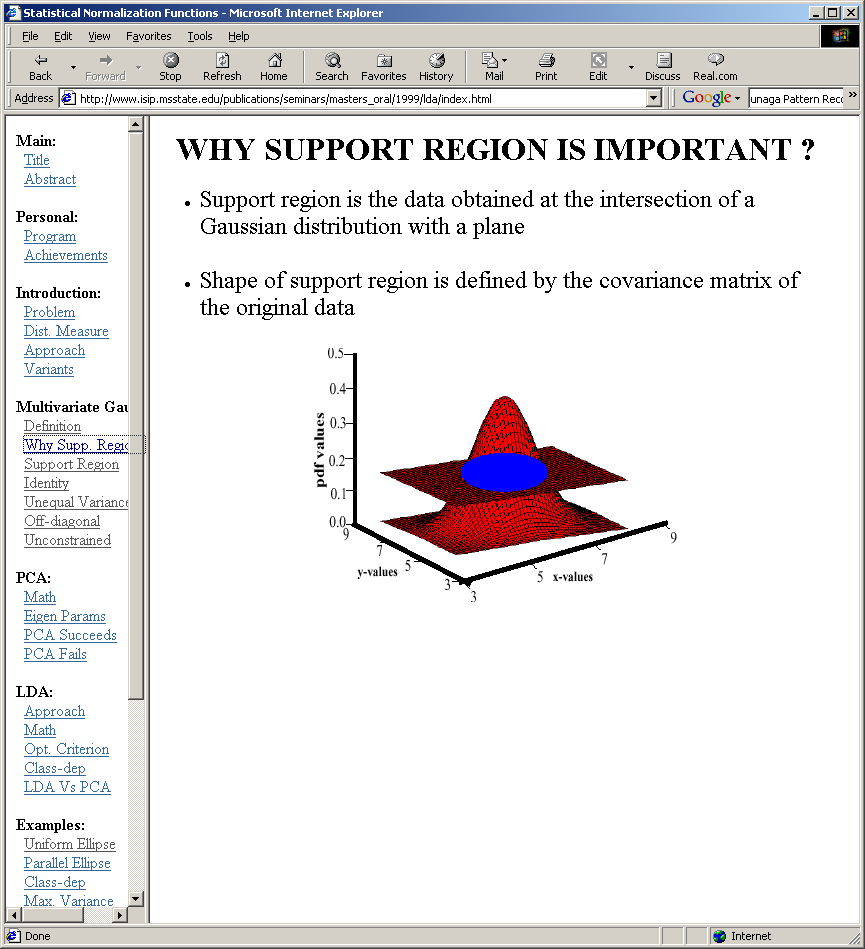 Statistical Normalization Functions - Microsoft Internet Explorer
File Edit View Favorites Tools Help
Back Forward Stop Refresh Home Search Favorites History Mail Print Edit Discuss Real.com
Address http://www.isip.msstate.edu/publications/seminars/masters_oral/1999/lda/index.html Google unaga Pattern Reco »
Main:
Title
Abstract
Personal:
Program
Achievements
Introduction:
Problem
Dist. Measure
Approach
Variants
Multivariate Gau
Definition
Why Supp. Regio
Support Region
Identity
Unequal Variance
Off-diagonal
Unconstrained
PCA:
Math
Eigen Params
PCA Succeeds
PCA Fails
LDA:
Approach
Math
Opt. Criterion
Class-dep
LDA Vs PCA
Examples:
Uniform Ellipse
Parallel Ellipse
Class-dep
Max. Variance
WHY SUPPORT REGION IS IMPORTANT ?
• Support region is the data obtained at the intersection of a
Gaussian distribution with a plane
• Shape of support region is defined by the covariance matrix of
the original data
0.5
0.4
0.3
0.2
0.1
0.0
pdf values
9
7
5
3
y-values
3
5
7
9
x-values
Done Internet